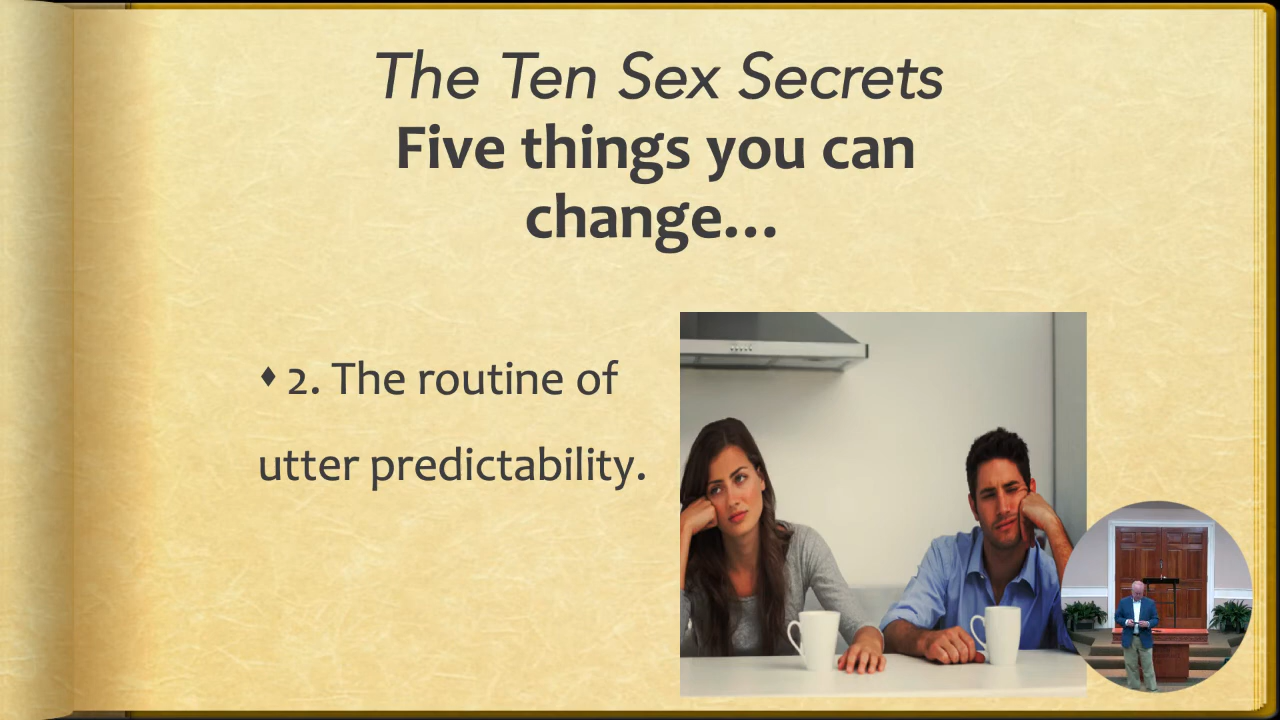 The Ten Sex Secrets
Five things you can
change...
♦ 2. The routine of
utter predictability.